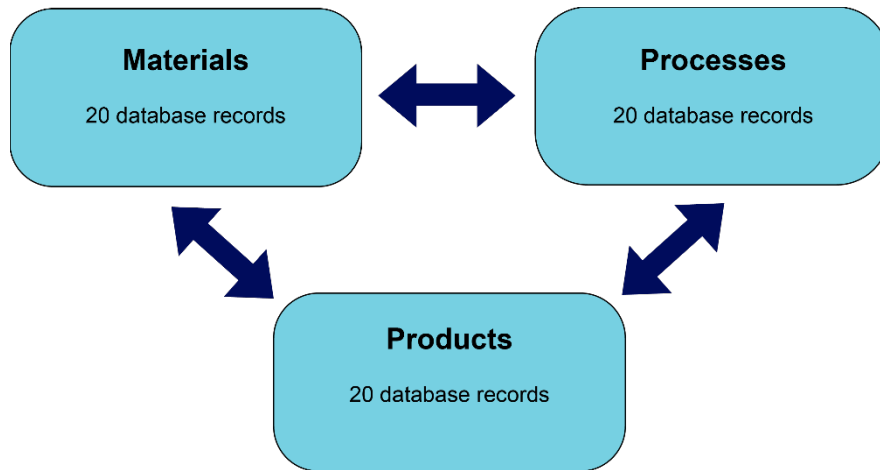 Materials
20 database records
Processes
20 database records
Products
20 database records